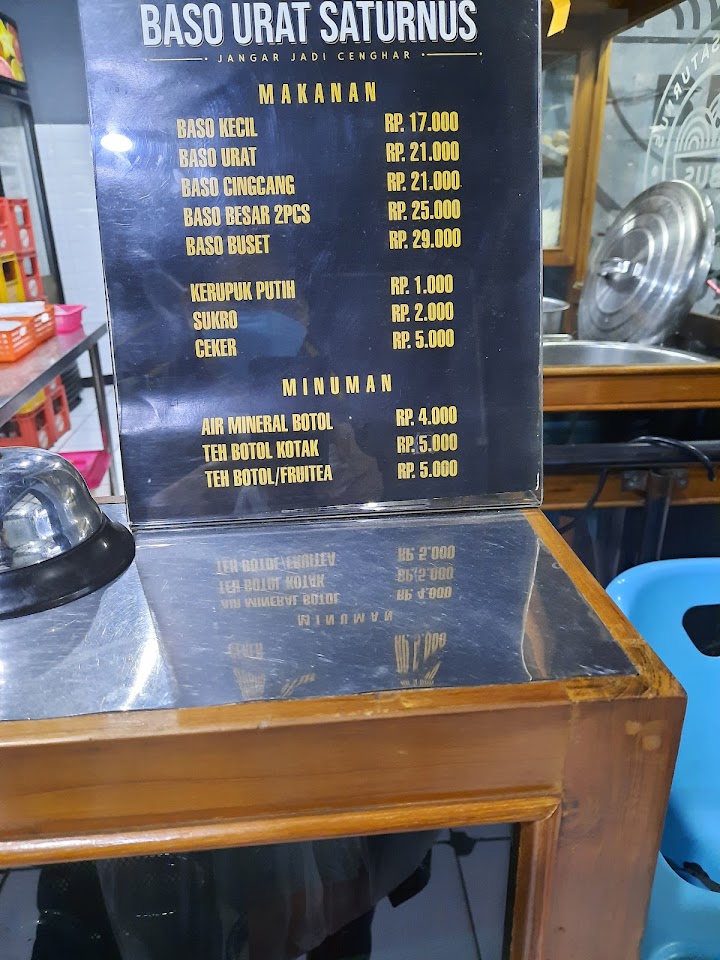 BASO URAT SATURNUS
JANGAR JADI CENGHAR
MAKANAN
BASO KECIL RP. 17.000
BASO URAT RP. 21.000
BASO CINGCANG RP. 21.000
BASO BESAR 2PCS RP. 25.000
BASO BUSET RP. 29.000
KERUPUK PUTIH RP. 1.000
SUKRO RP. 2.000
CEKER RP. 5.000
MINUMAN
AIR MINERAL BOTOL RP. 4.000
TEH BOTOL KOTAK RP. 5.000
TEH BOTOL/FRUITEA RP. 5.000